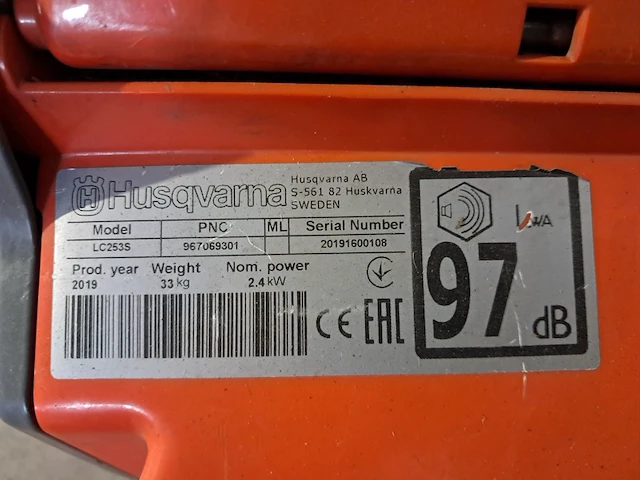 Husqvarna
Husqvarna AB
S-561 82 Huskvarna
SWEDEN
Model PNC ML Serial Number
LC253S 967069301 20191600108
Prod. year Weight Nom. power
2019 33 kg 2.4 kW
CE EAC
LWA
97 dB